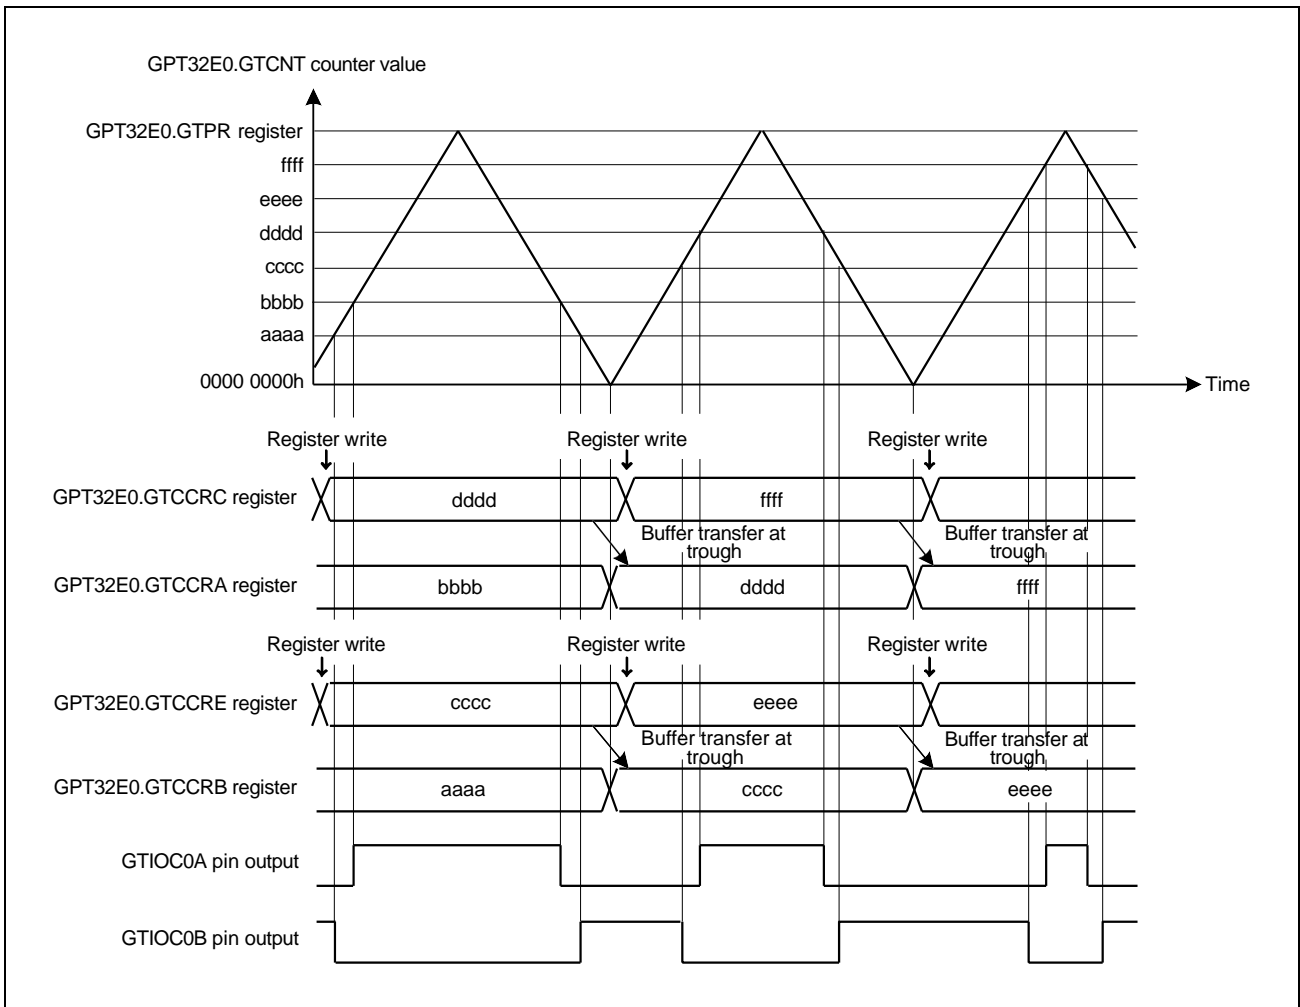 GPT32E0.GTCNT counter value
GPT32E0.GTPR register
ffff
eeee
dddd
cccc
bbbb
aaaa
0000 0000h
Time
Register write Register write Register write
GPT32E0.GTCCRC register dddd ffff
Buffer transfer at trough Buffer transfer at trough
GPT32E0.GTCCRA register bbbb dddd ffff
Register write Register write Register write
GPT32E0.GTCCRE register cccc eeee
Buffer transfer at trough Buffer transfer at trough
GPT32E0.GTCCRB register aaaa cccc eeee
GTIOC0A pin output
GTIOC0B pin output